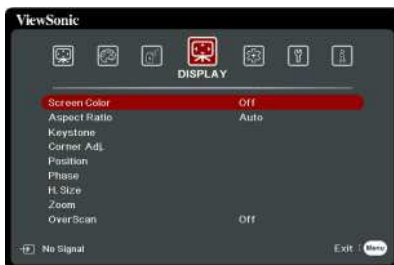 ViewSonic
DISPLAY
Screen Color Off
Aspect Ratio Auto
Keystone
Corner Adj.
Position
Phase
H. Size
Zoom
OverScan Off
No Signal Exit : Menu